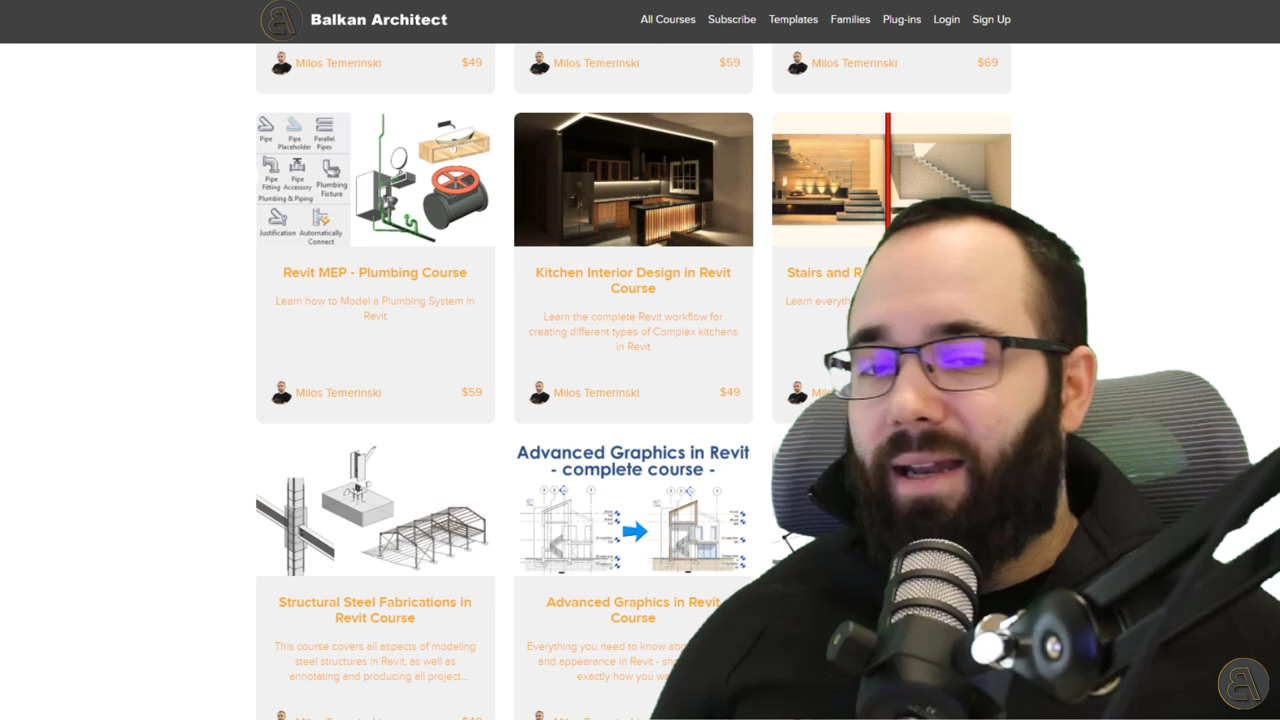 Balkan Architect
All Courses Subscribe Templates Families Plug-ins Login Sign Up
Milos Temerinski $49
Milos Temerinski $59
Milos Temerinski $69
Pipe
Pipe Placeholder
Parallel Pipes
Pipe Fitting
Pipe Accessory
Plumbing Fixture
Plumbing & Piping
Justification
Automatically Connect
Revit MEP - Plumbing Course
Learn how to Model a Plumbing System in
Revit
Milos Temerinski $59
Kitchen Interior Design in Revit
Course
Learn the complete Revit workflow for
creating different types of Complex kitchens
in Revit
Milos Temerinski $49
Stairs and
Learn
Structural Steel Fabrications in
Revit Course
This course covers all aspects of modeling
steel structures in Revit, as well as
annotating and producing all project...
Advanced Graphics in Revit
- complete course -
Advanced Graphics in Revit
Course
Everything you need to know
and appearance in Revit -
exactly how you